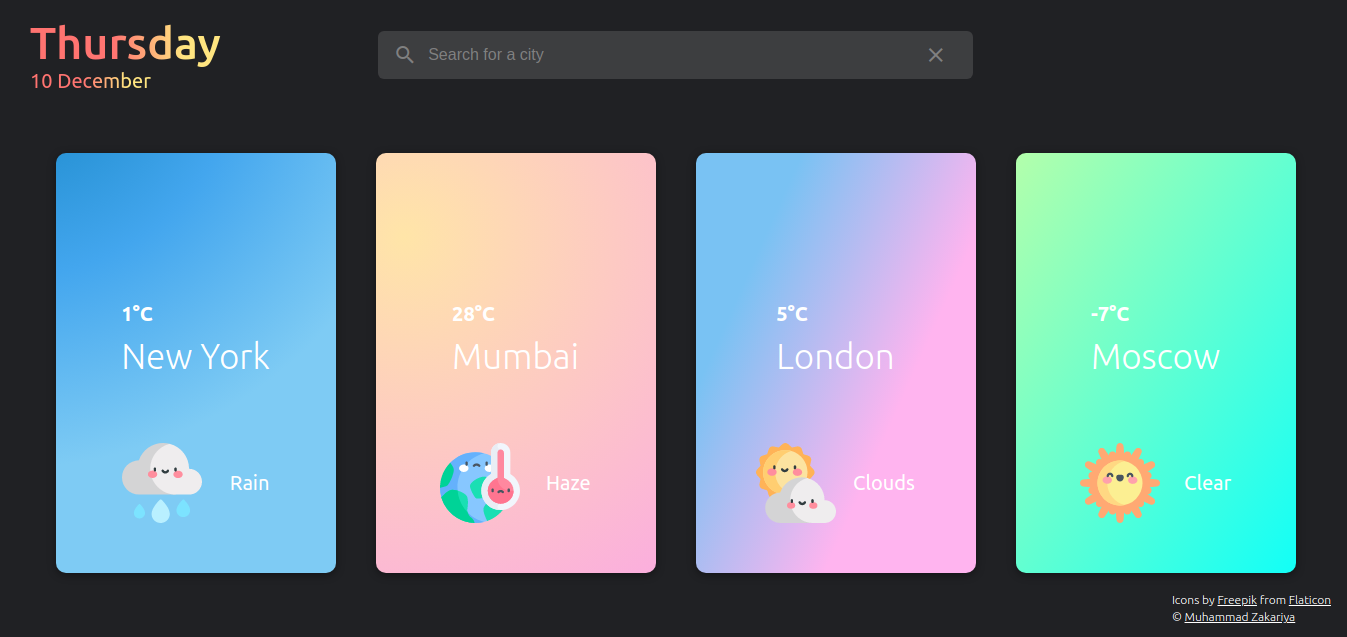 Thursday
10 December
Search for a city
1°C
New York
Rain
28°C
Mumbai
Haze
5°C
London
Clouds
-7°C
Moscow
Clear
Icons by Freepik from Flaticon
© Muhammad Zakariya